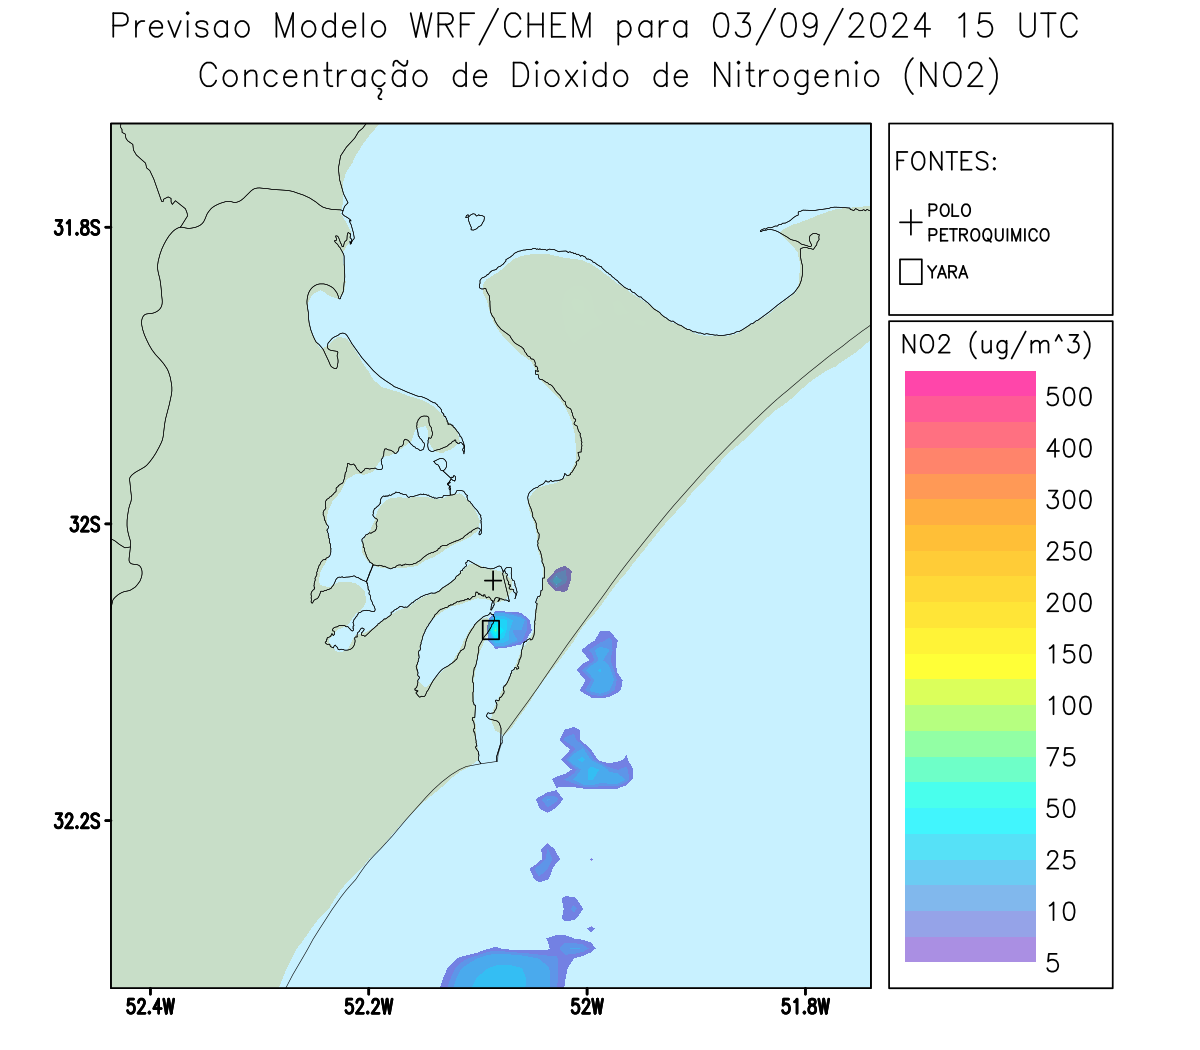 Previsao Modelo WRF/CHEM para 03/09/2024 15 UTC
Concentração de Dioxido de Nitrogenio (NO2)
FONTES:
POLO
PETROQUIMICO
YARA
NO2 (ug/m^3)
500
400
300
250
200
150
100
75
50
25
10
5
31.8S
32S
32.2S
52.4W
52.2W
52W
51.8W